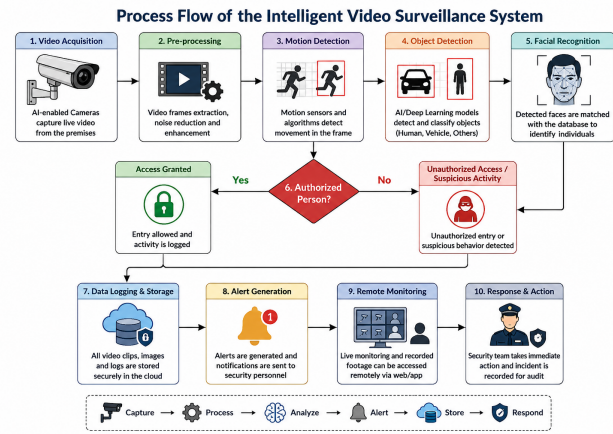 Process Flow of the Intelligent Video Surveillance System
1. Video Acquisition
AI-enabled Cameras
capture live video
from the premises
2. Pre-processing
Video frames extraction,
noise reduction and
enhancement
3. Motion Detection
Motion sensors and
algorithms detect
movement in the frame
4. Object Detection
AI/Deep Learning models
detect and classify objects
(Human, Vehicle, Others)
5. Facial Recognition
Detected faces are matched
with the database to
identify individuals
Access Granted
Entry allowed and
activity is logged
Yes
6. Authorized
Person?
No
Unauthorized Access /
Suspicious Activity
Unauthorized entry or
suspicious behavior detected
7. Data Logging & Storage
All video clips, images
and logs are stored
securely in the cloud
8. Alert Generation
1
Alerts are generated and
notifications are sent to
security personnel
9. Remote Monitoring
Live monitoring and recorded
footage can be accessed
remotely via web/app
10. Response & Action
Security team takes immediate
action and incident is
recorded for audit
Capture
Process
Analyze
Alert
Store
Respond